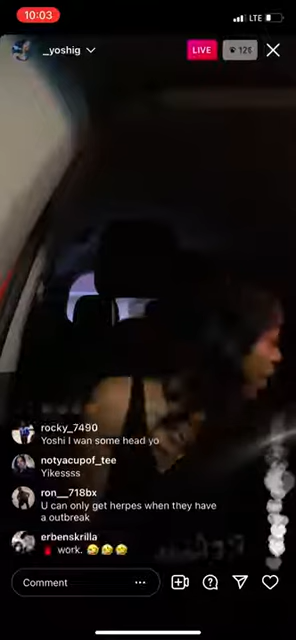 10:03
LTE
_yoshig
LIVE
126
rocky_7490
Yoshi I wan some head yo
notyacupof_tee
Yikessss
ron__718bx
U can only get herpes when they have
a outbreak
erbenskrilla
work. 🤣🤣🤣
Comment